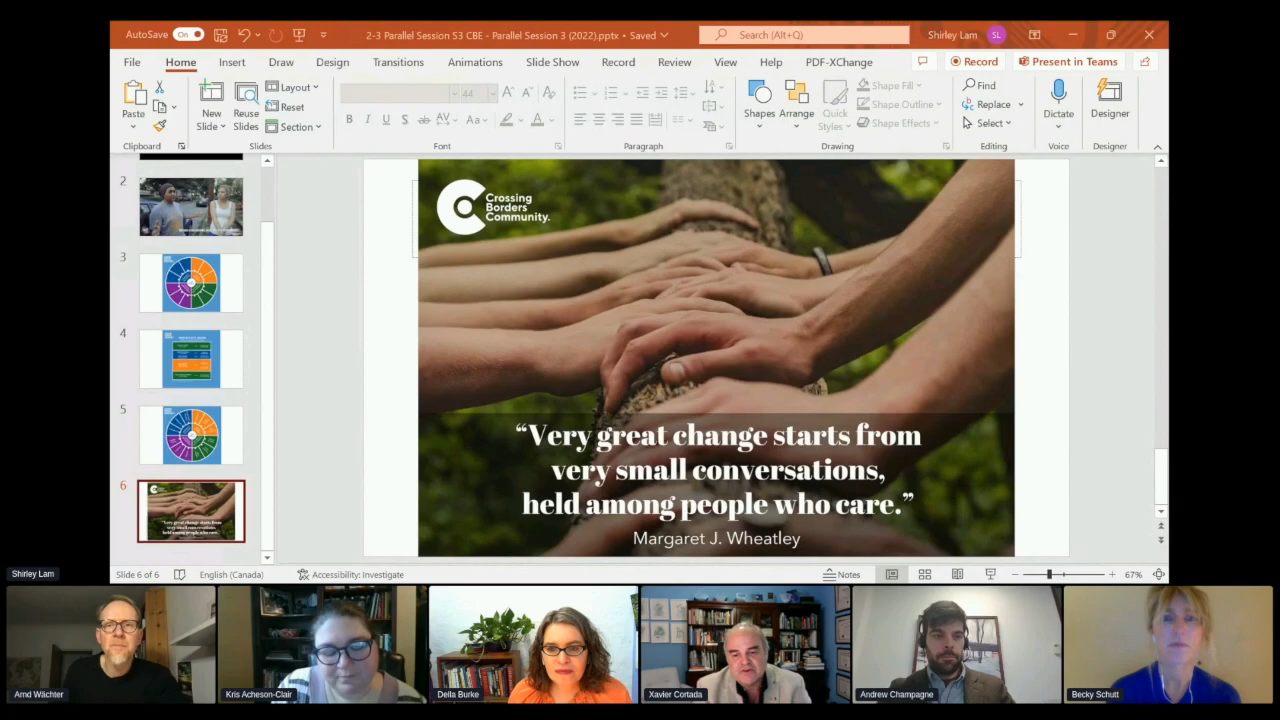 AutoSave On 2-3 Parallel Session S3 CBE - Parallel Session 3 (2022).pptx • Saved Search (Alt+Q) Shirley Lam SL
File Home Insert Draw Design Transitions Animations Slide Show Record Review View Help PDF-XChange Record Present in Teams
Paste
New Slide
Reuse Slides
Layout
Reset
Section
44
Shapes
Arrange
Quick Styles
Shape Fill
Shape Outline
Shape Effects
Find
Replace
Select
Dictate
Designer
Clipboard Slides Font Paragraph Drawing Editing Voice Designer
2
3
4
5
6
Crossing
Borders
Community.
“Very great change starts from
very small conversations,
held among people who care.”
Margaret J. Wheatley
Slide 6 of 6 English (Canada) Accessibility: Investigate Notes 67%
Shirley Lam
Arnd Wächter Kris Acheson-Clair Della Burke Xavier Cortada Andrew Champagne Becky Schutt